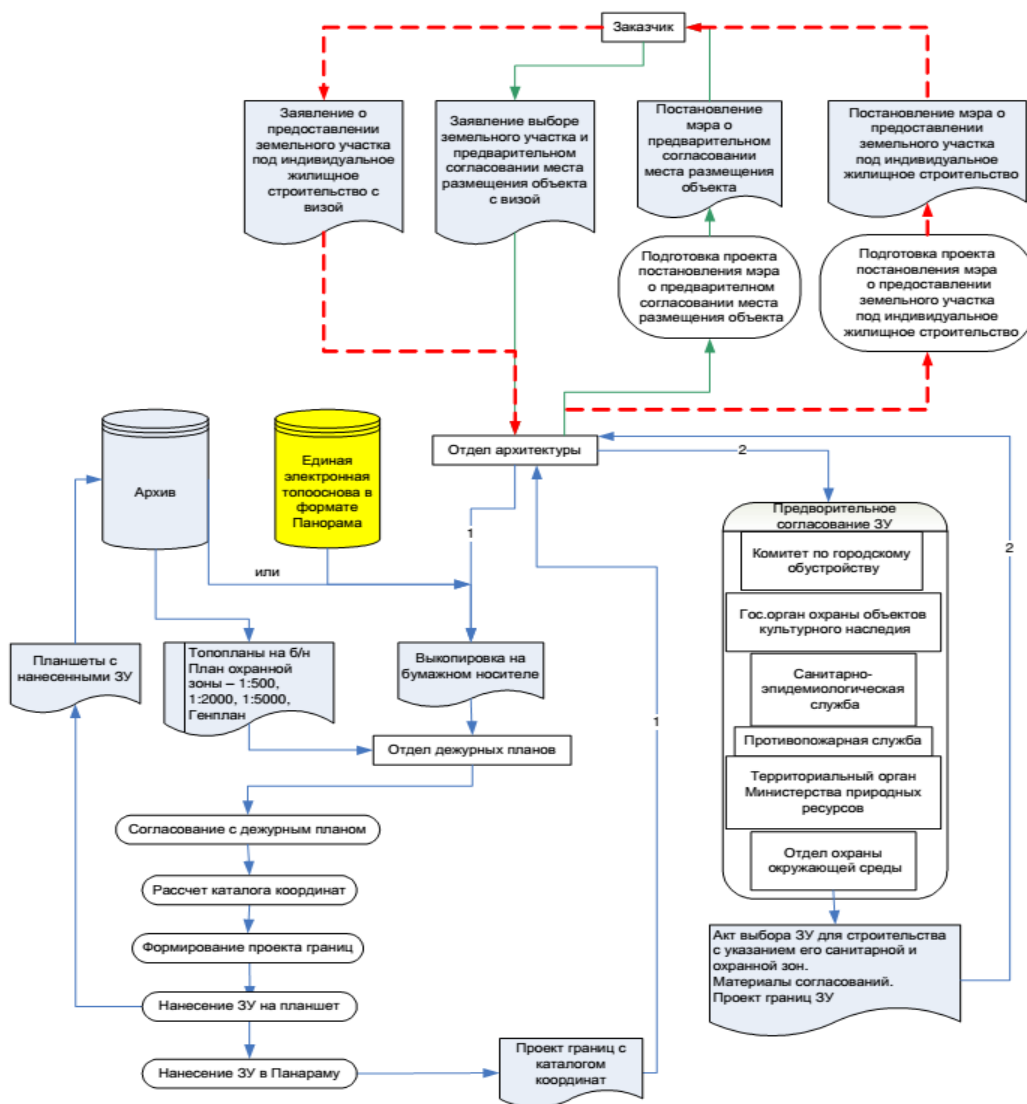 Заказчик
Заявление о
предоставлении
земельного участка
под индивидуальное
жилищное
строительство с
визой
Заявление выборе
земельного участка и
предварительном
согласовании места
размещения объекта
с визой
Постановление
мэра о
предварительном
согласовании
места размещения
объекта
Постановление мэра о
предоставлении
земельного участка
под индивидуальное
жилищное строительство
Подготовка проекта
постановления мэра
о предварителном
согласовании места
размещения объекта
Подготовка проекта
постановления мэра
о предоставлении
земельного участка
под индивидуальное
жилищное строительство
Архив
Единая
электронная
топооснова в
формате
Панорама
Отдел архитектуры
2
1
или
Предворительное
согласование ЗУ
Комитет по городскому
обустройству
Гос.орган охраны объектов
культурного наследия
Санитарно-
эпидемиологическая
служба
Противопожарная служба
Территориальный орган
Министерства природных
ресурсов
Отдел охраны
окружающей среды
2
Планшеты с
нанесенными ЗУ
Топопланы на б/н
План охранной
зоны – 1:500,
1:2000, 1:5000,
Генплан
Выкопировка на
бумажном носителе
1
Отдел дежурных планов
Согласование с дежурным планом
Рассчет каталога координат
Формирование проекта границ
Нанесение ЗУ на планшет
Нанесение ЗУ в Панараму
Проект границ с
каталогом
координат
Акт выбора ЗУ для строительства
с указанием его санитарной и
охранной зон.
Материалы согласований.
Проект границ ЗУ